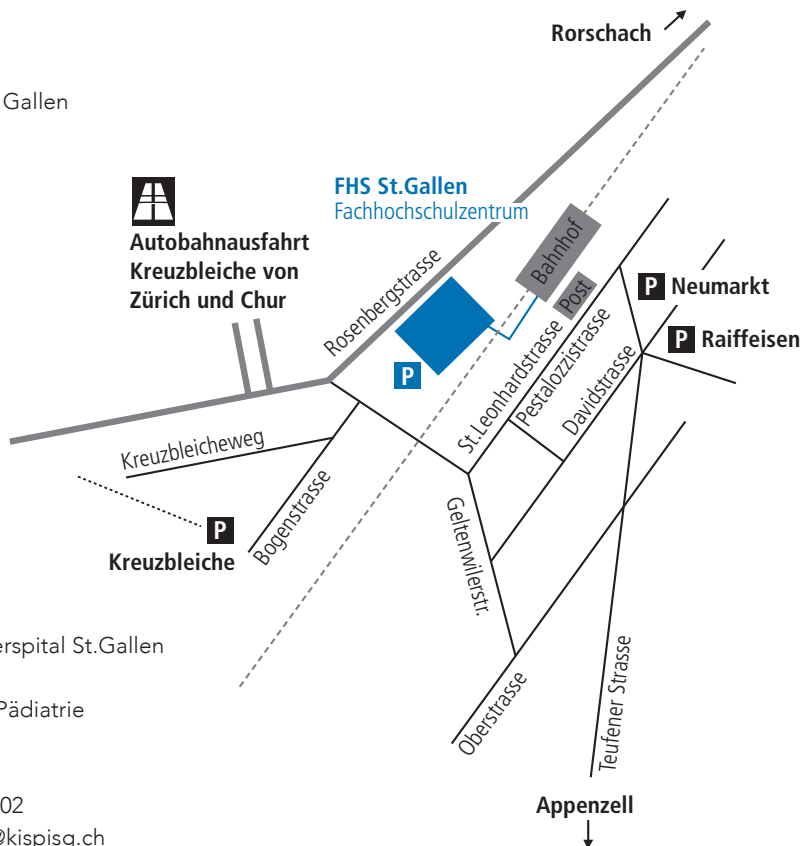 Rorschach
Gallen
FHS St.Gallen
Fachhochschulzentrum
Autobahnausfahrt
Kreuzbleiche von
Zürich und Chur
Rosenbergstrasse
Bahnhof
Post
P Neumarkt
P Raiffeisen
P
St.Leonhardstrasse
Pestalozzistrasse
Davidstrasse
Kreuzbleicheweg
Bogenstrasse
P
Kreuzbleiche
Geltenwilerstr.
erspital St.Gallen
Pädiatrie
Oberstrasse
Teufener Strasse
02
Appenzell
@kispisg.ch